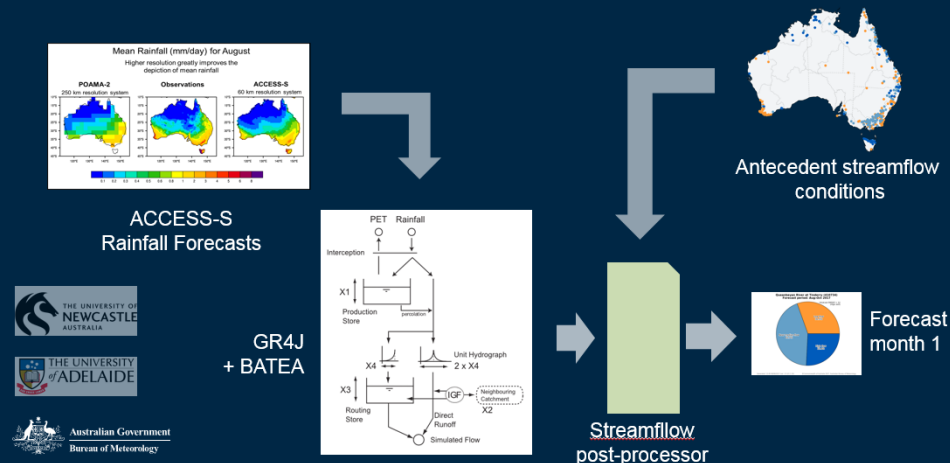 Mean Rainfall (mm/day) for August
Higher resolution greatly improves the
depiction of mean rainfall
POAMA-2
250 km resolution system
Observations
ACCESS-S
60 km resolution system
ACCESS-S
Rainfall Forecasts
Antecedent streamflow
conditions
THE UNIVERSITY OF
NEWCASTLE
AUSTRALIA
THE UNIVERSITY
of ADELAIDE
Australian Government
Bureau of Meteorology
GR4J
+ BATEA
PET
Rainfall
Interception
X1
Production
Store
percolation
X4
Unit Hydrograph
2 x X4
X3
Routing
Store
IGF
Neighbouring
Catchment
X2
Direct
Runoff
Simulated Flow
Streamfllow
post-processor
Forecast
month 1